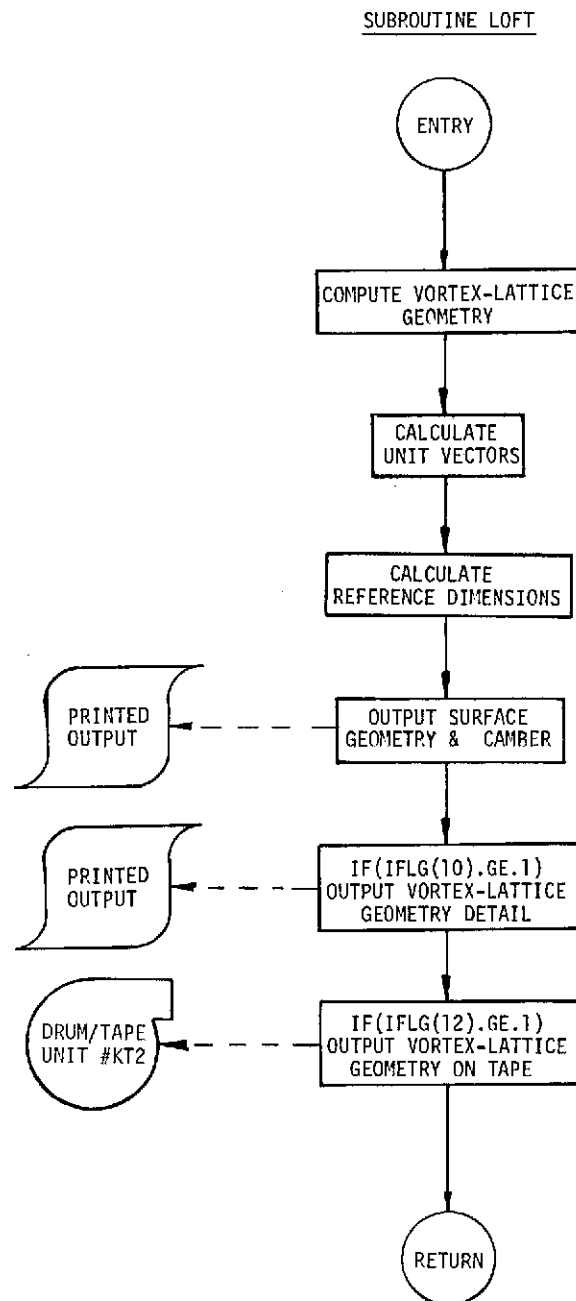 SUBROUTINE LOFT
ENTRY
COMPUTE VORTEX-LATTICE
GEOMETRY
CALCULATE
UNIT VECTORS
CALCULATE
REFERENCE DIMENSIONS
PRINTED
OUTPUT
OUTPUT SURFACE
GEOMETRY & CAMBER
PRINTED
OUTPUT
IF(IFLG(10).GE.1)
OUTPUT VORTEX-LATTICE
GEOMETRY DETAIL
DRUM/TAPE
UNIT #KT2
IF(IFLG(12).GE.1)
OUTPUT VORTEX-LATTICE
GEOMETRY ON TAPE
RETURN